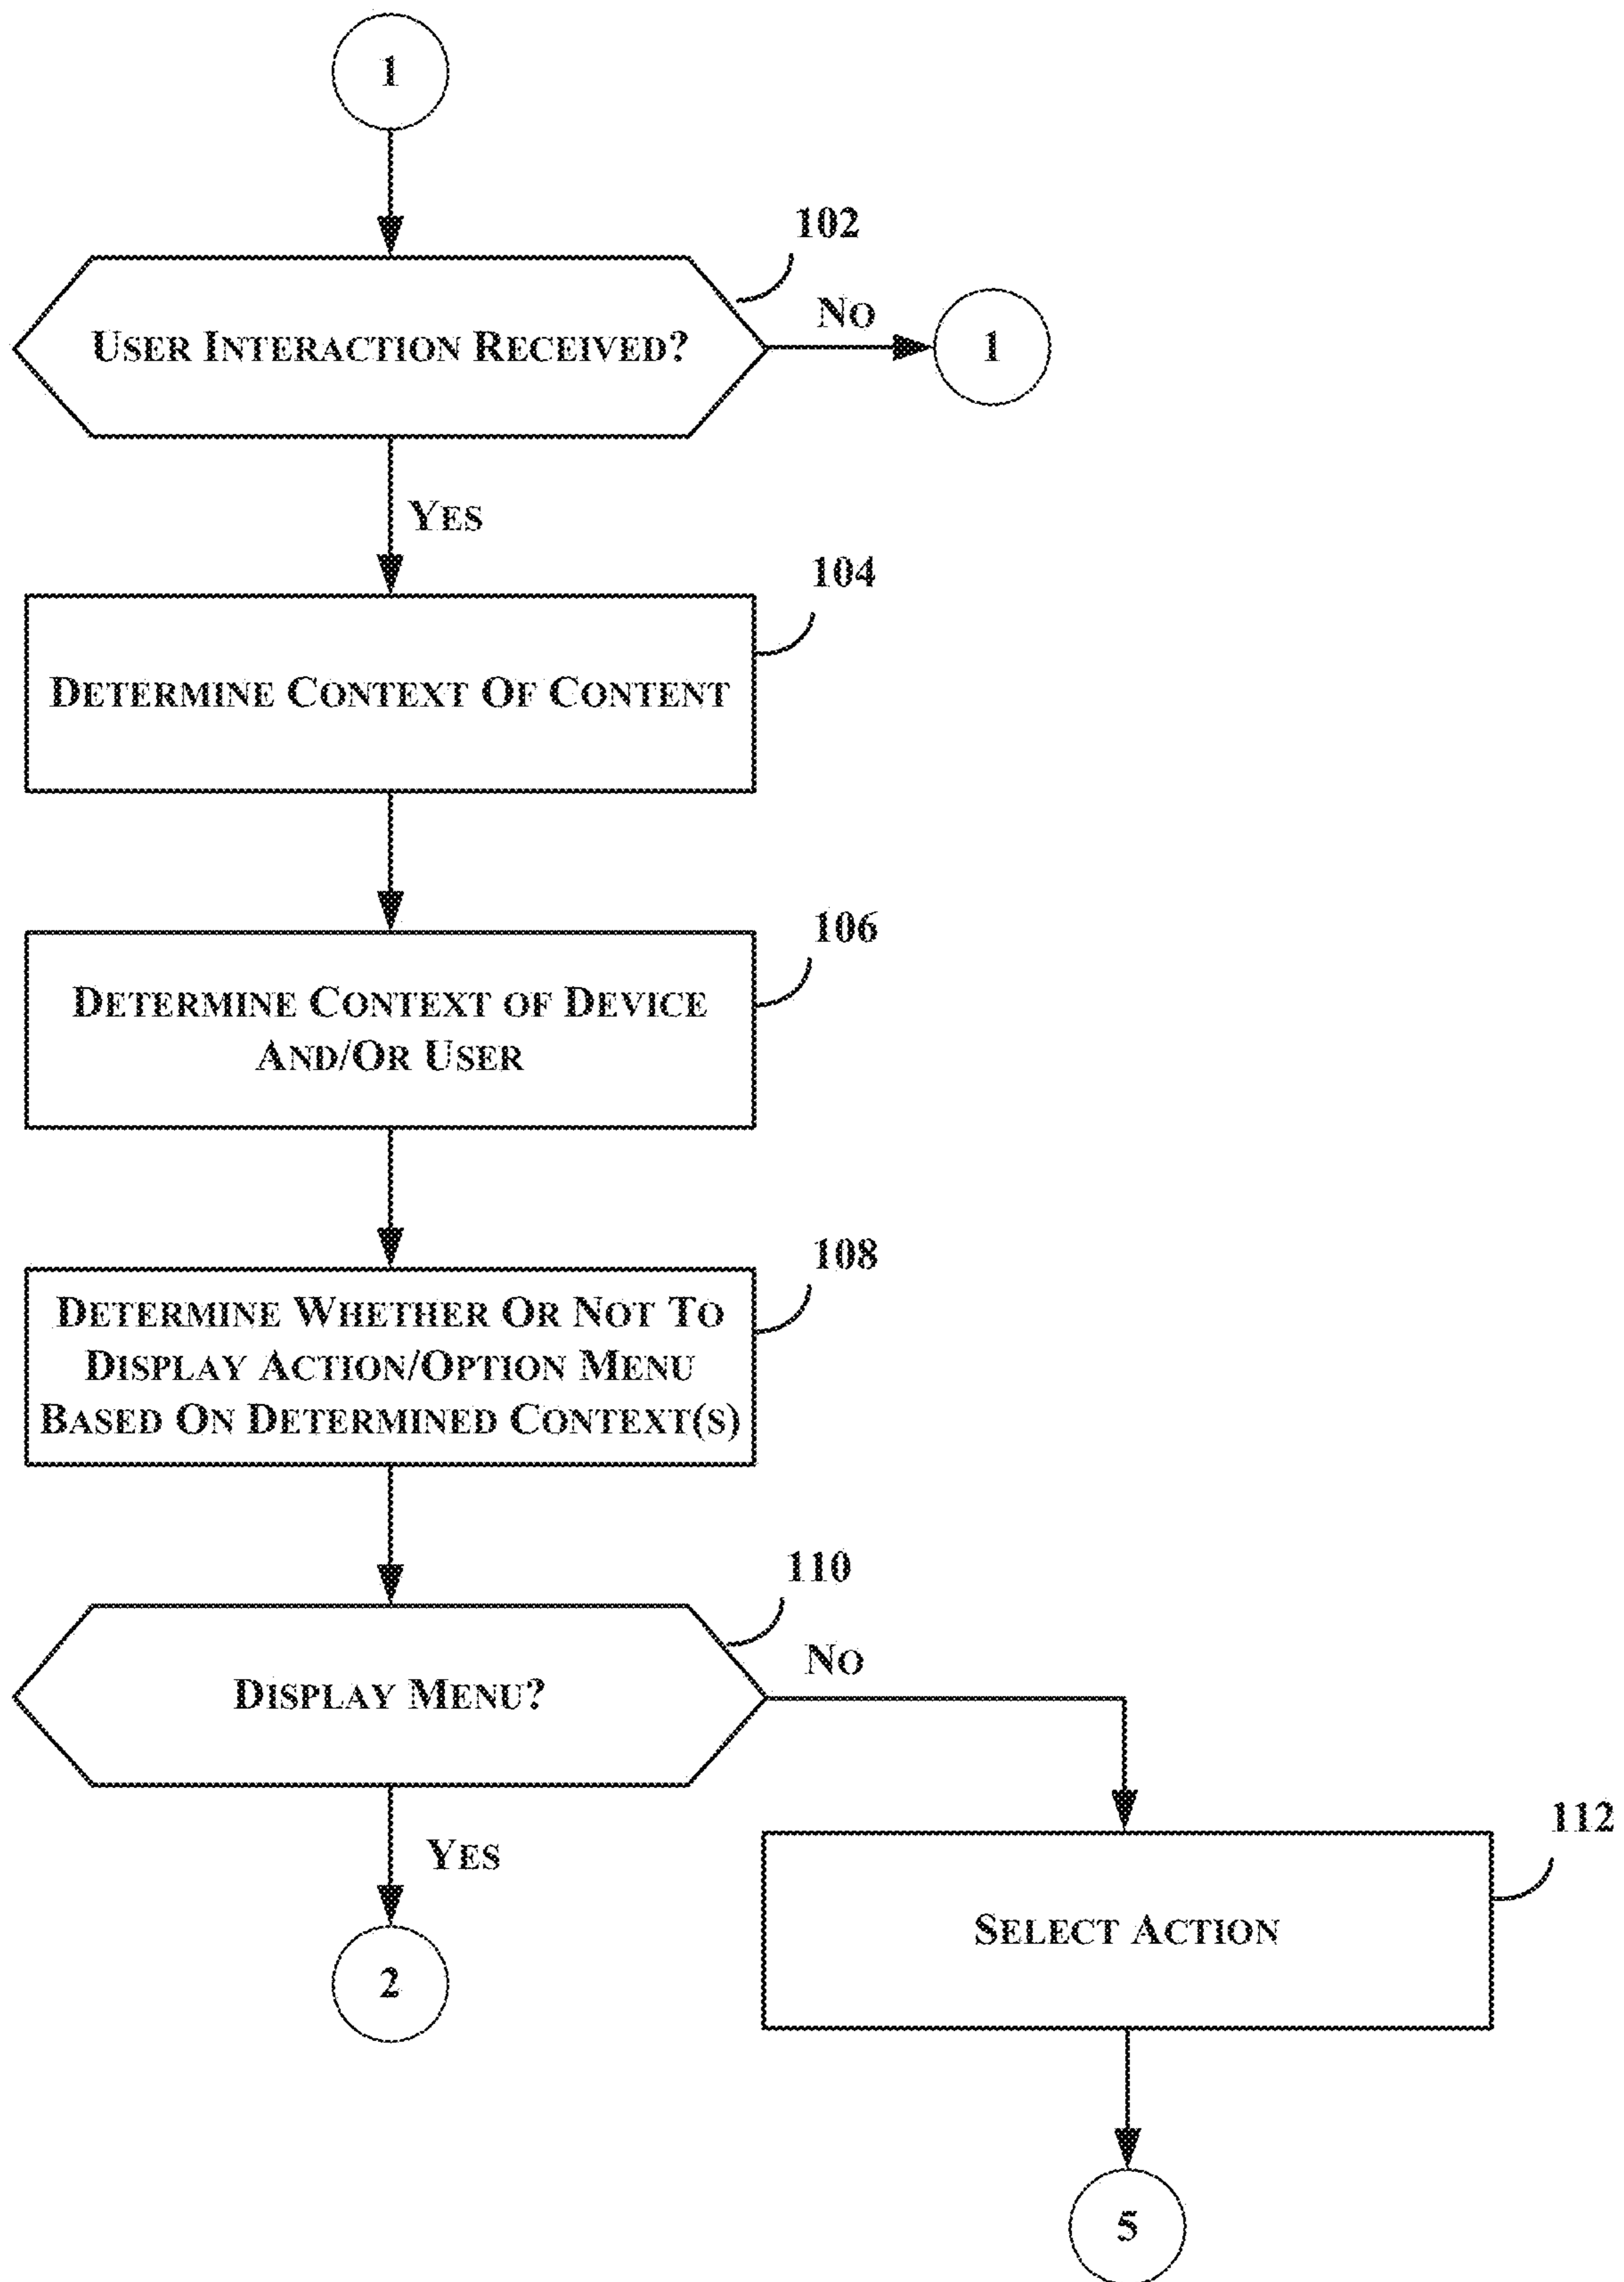 1
102
USER INTERACTION RECEIVED?
NO
1
YES
104
DETERMINE CONTEXT OF CONTENT
106
DETERMINE CONTEXT OF DEVICE
AND/OR USER
108
DETERMINE WHETHER OR NOT TO
DISPLAY ACTION/OPTION MENU
BASED ON DETERMINED CONTEXT(S)
110
DISPLAY MENU?
NO
YES
112
SELECT ACTION
2
5